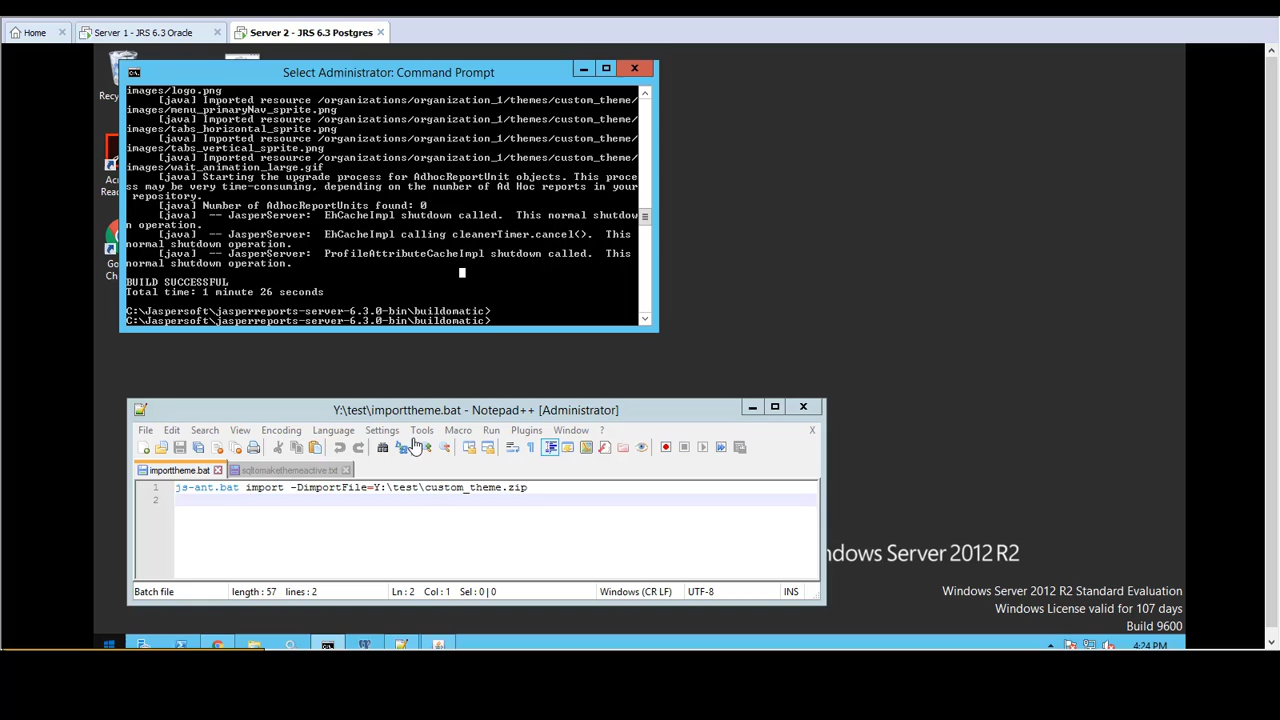 Home
Server 1 - JRS 6.3 Oracle
Server 2 - JRS 6.3 Postgres
Select Administrator: Command Prompt
images/logo.png
[java] Imported resource /organizations/organization_1/themes/custom_theme/
images/menu_primaryNav_sprite.png
[java] Imported resource /organizations/organization_1/themes/custom_theme/
images/tabs_horizontal_sprite.png
[java] Imported resource /organizations/organization_1/themes/custom_theme/
images/tabs_vertical_sprite.png
[java] Imported resource /organizations/organization_1/themes/custom_theme/
images/wait_animation_large.gif
[java] Starting the upgrade process for AdhocReportUnit objects. This proce
ss may be very time-consuming, depending on the number of Ad Hoc reports in your
repository.
[java] Number of AdhocReportUnits found: 0
[java] -- JasperServer: EhCacheImpl shutdown called. This normal shutdow
n operation.
[java] -- JasperServer: EhCacheImpl calling cleanerTimer.cancel(). This
normal shutdown operation.
[java] -- JasperServer: ProfileAttributeCacheImpl shutdown called. This
normal shutdown operation.
BUILD SUCCESSFUL
Total time: 1 minute 26 seconds
C:\Jaspersoft\jasperreports-server-6.3.0-bin\buildomatic>
C:\Jaspersoft\jasperreports-server-6.3.0-bin\buildomatic>
Recy
Acr
Read
Go
Ch
Y:\test\importtheme.bat - Notepad++ [Administrator]
File Edit Search View Encoding Language Settings Tools Macro Run Plugins Window ? X
importtheme.bat sqltomakethemeactive.txt
1 js-ant.bat import -DimportFile=Y:\test\custom_theme.zip
2
Batch file length : 57 lines : 2 Ln : 2 Col : 1 Sel : 0 | 0 Windows (CR LF) UTF-8 INS
ndows Server 2012 R2
Windows Server 2012 R2 Standard Evaluation
Windows License valid for 107 days
Build 9600
4:24 PM